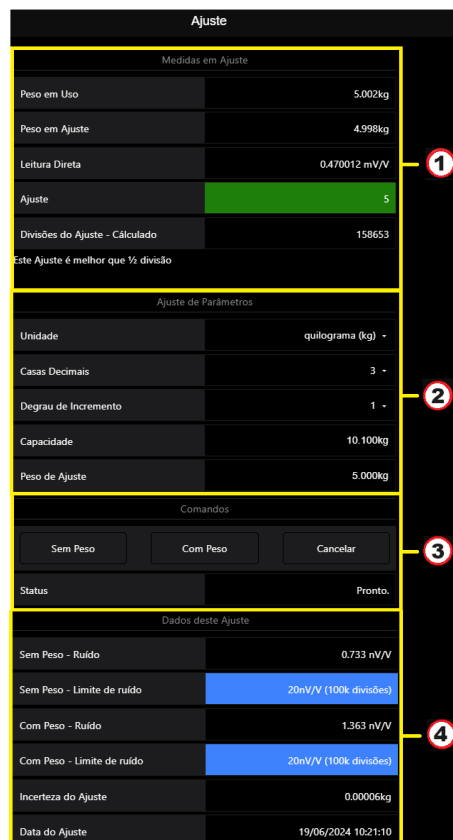 Ajuste
Medidas em Ajuste
Peso em Uso 5.002kg
Peso em Ajuste 4.998kg
Leitura Direta 0.470012 mV/V
1
Ajuste 5
Divisões do Ajuste - Cálculado 158653
Este Ajuste é melhor que ½ divisão
Ajuste de Parâmetros
Unidade quilograma (kg)
Casas Decimais 3
2
Degrau de Incremento 1
Capacidade 10.100kg
Peso de Ajuste 5.000kg
Comandos
Sem Peso Com Peso Cancelar
3
Status Pronto.
Dados deste Ajuste
Sem Peso - Ruído 0.733 nV/V
Sem Peso - Limite de ruído 20nV/V (100k divisões)
Com Peso - Ruído 1.363 nV/V
4
Com Peso - Limite de ruído 20nV/V (100k divisões)
Incerteza do Ajuste 0.00006kg
Data do Ajuste 19/06/2024 10:21:10